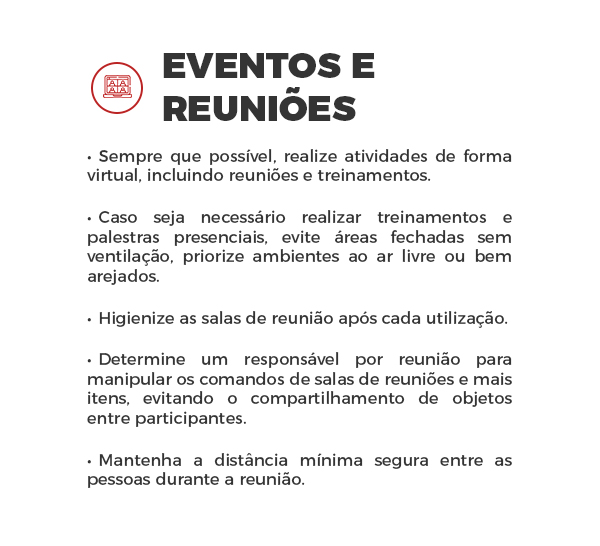 EVENTOS E
REUNIÕES
• Sempre que possível, realize atividades de forma
virtual, incluindo reuniões e treinamentos.
• Caso seja necessário realizar treinamentos e
palestras presenciais, evite áreas fechadas sem
ventilação, priorize ambientes ao ar livre ou bem
arejados.
• Higienize as salas de reunião após cada utilização.
• Determine um responsável por reunião para
manipular os comandos de salas de reuniões e mais
itens, evitando o compartilhamento de objetos
entre participantes.
• Mantenha a distância mínima segura entre as
pessoas durante a reunião.